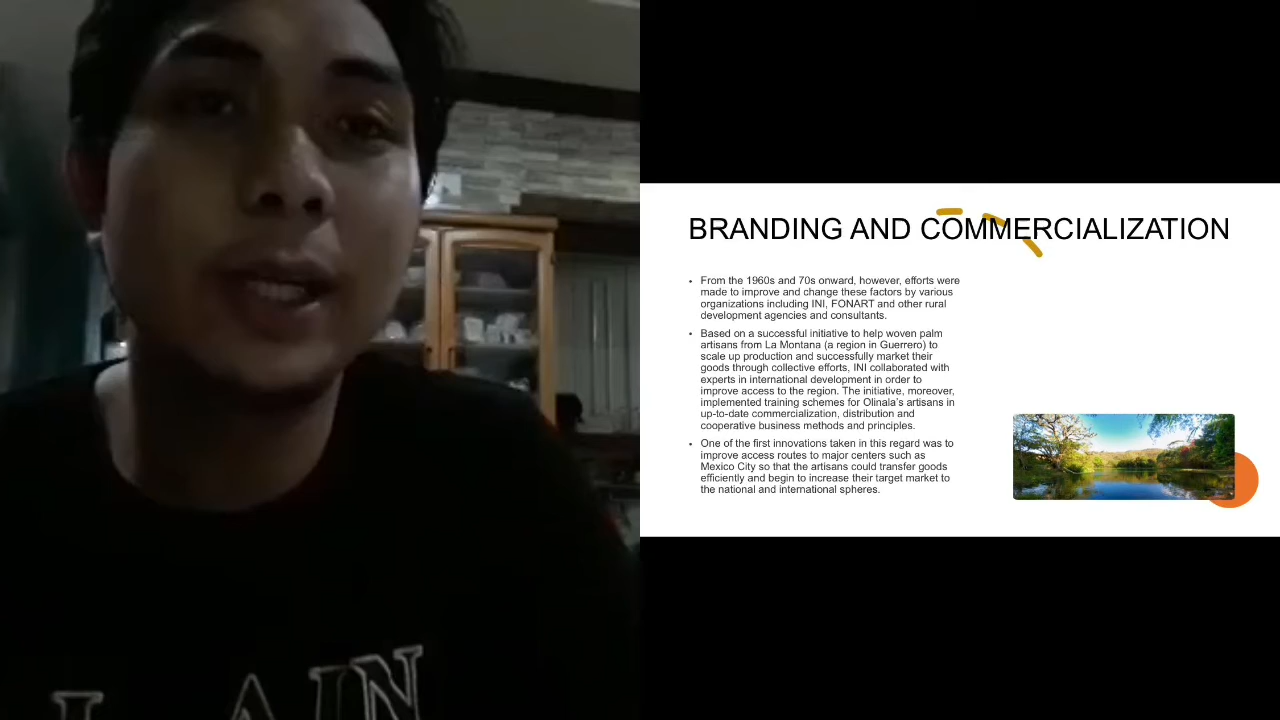 BRANDING AND COMMERCIALIZATION
• From the 1960s and 70s onward, however, efforts were
made to improve and change these factors by various
organizations including INI, FONART and other rural
development agencies and consultants.
• Based on a successful initiative to help woven palm
artisans from La Montana (a region in Guerrero) to
scale up production and successfully market their
goods through collective efforts, INI collaborated with
experts in international development in order to
improve access to the region. The initiative, moreover,
implemented training schemes for Olinala's artisans in
up-to-date commercialization, distribution and
cooperative business methods and principles.
• One of the first innovations taken in this regard was to
improve access routes to major centers such as
Mexico City so that the artisans could transfer goods
efficiently and begin to increase their target market to
the national and international spheres.